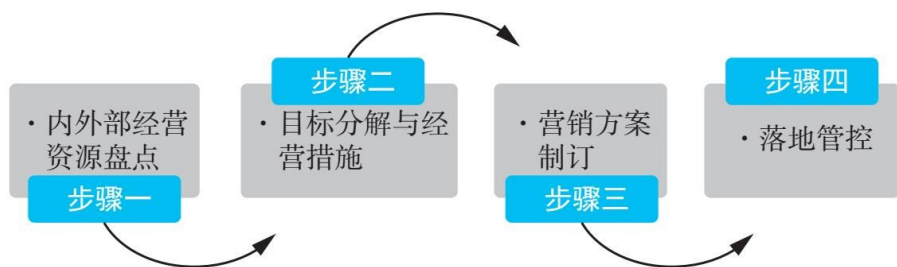 · 内外部经营
资源盘点
步骤一
步骤二
· 目标分解与经
营措施
· 营销方案
制订
步骤三
步骤四
· 落地管控